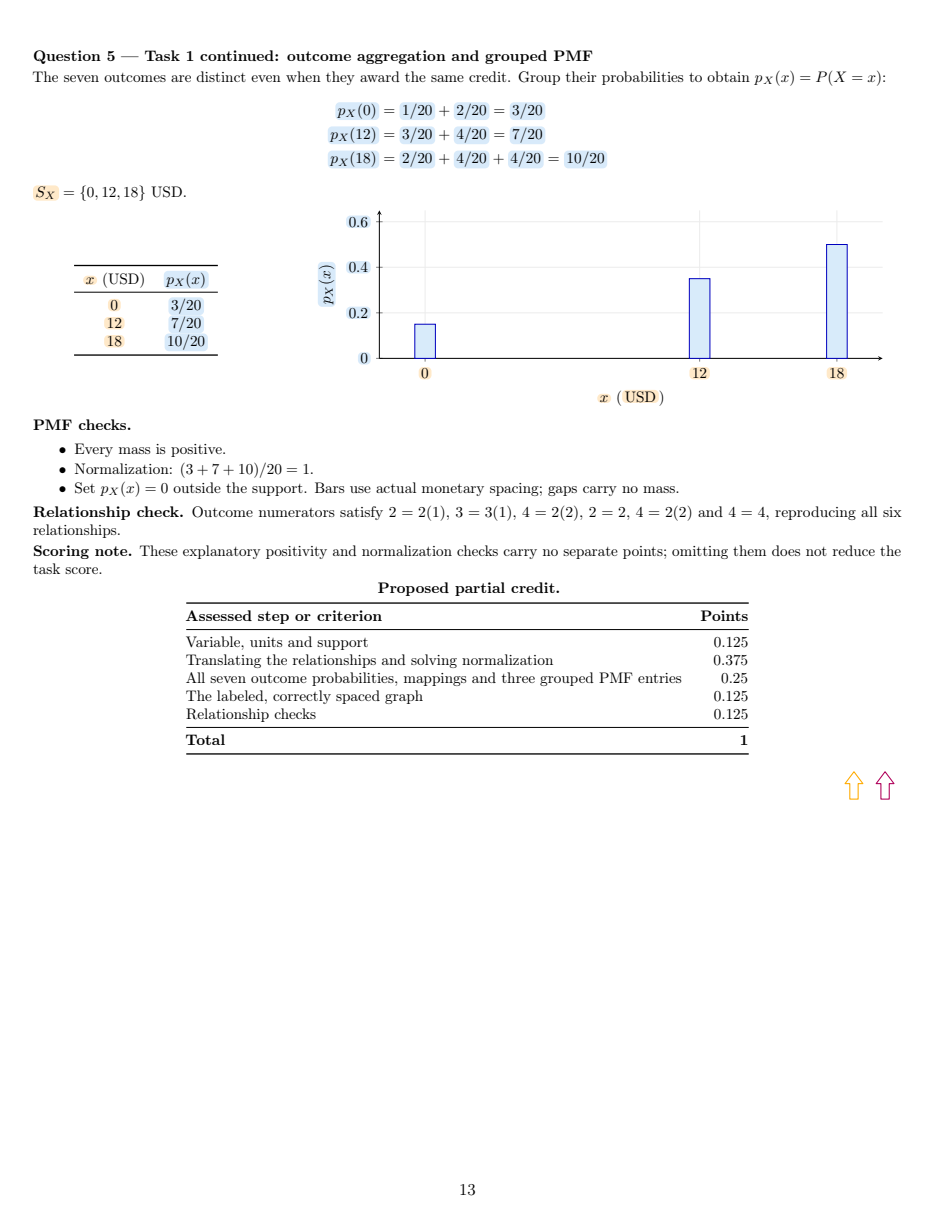 Question 5 — Task 1 continued: outcome aggregation and grouped PMF
The seven outcomes are distinct even when they award the same credit. Group their probabilities to obtain pX(x) = P(X = x):
pX(0) = 1/20 + 2/20 = 3/20
pX(12) = 3/20 + 4/20 = 7/20
pX(18) = 2/20 + 4/20 + 4/20 = 10/20
SX = {0, 12, 18} USD.
x (USD) pX(x)
0 3/20
12 7/20
18 10/20
pX(x)
0.6
0.4
0.2
0
0 12 18
x (USD)
PMF checks.
• Every mass is positive.
• Normalization: (3 + 7 + 10)/20 = 1.
• Set pX(x) = 0 outside the support. Bars use actual monetary spacing; gaps carry no mass.
Relationship check. Outcome numerators satisfy 2 = 2(1), 3 = 3(1), 4 = 2(2), 2 = 2, 4 = 2(2) and 4 = 4, reproducing all six
relationships.
Scoring note. These explanatory positivity and normalization checks carry no separate points; omitting them does not reduce the
task score.
Proposed partial credit.
Assessed step or criterion Points
Variable, units and support 0.125
Translating the relationships and solving normalization 0.375
All seven outcome probabilities, mappings and three grouped PMF entries 0.25
The labeled, correctly spaced graph 0.125
Relationship checks 0.125
Total 1
13